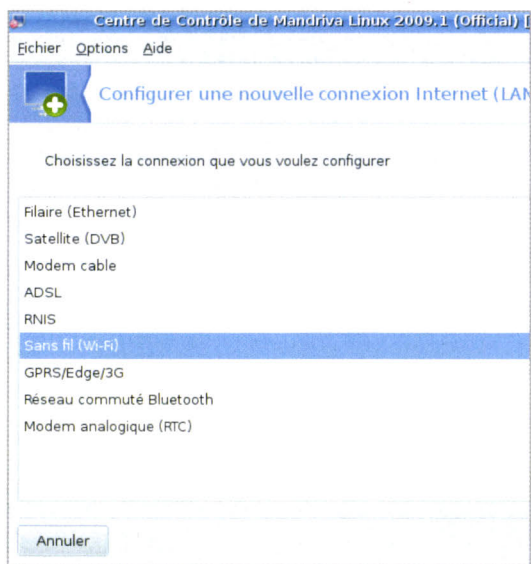 Centre de Contrôle de Mandriva Linux 2009.1 (Official) [
Fichier Options Aide
Configurer une nouvelle connexion Internet (LAN
Choisissez la connexion que vous voulez configurer
Filaire (Ethernet)
Satellite (DVB)
Modem cable
ADSL
RNIS
Sans fil (Wi-Fi)
GPRS/Edge/3G
Réseau commuté Bluetooth
Modem analogique (RTC)
Annuler